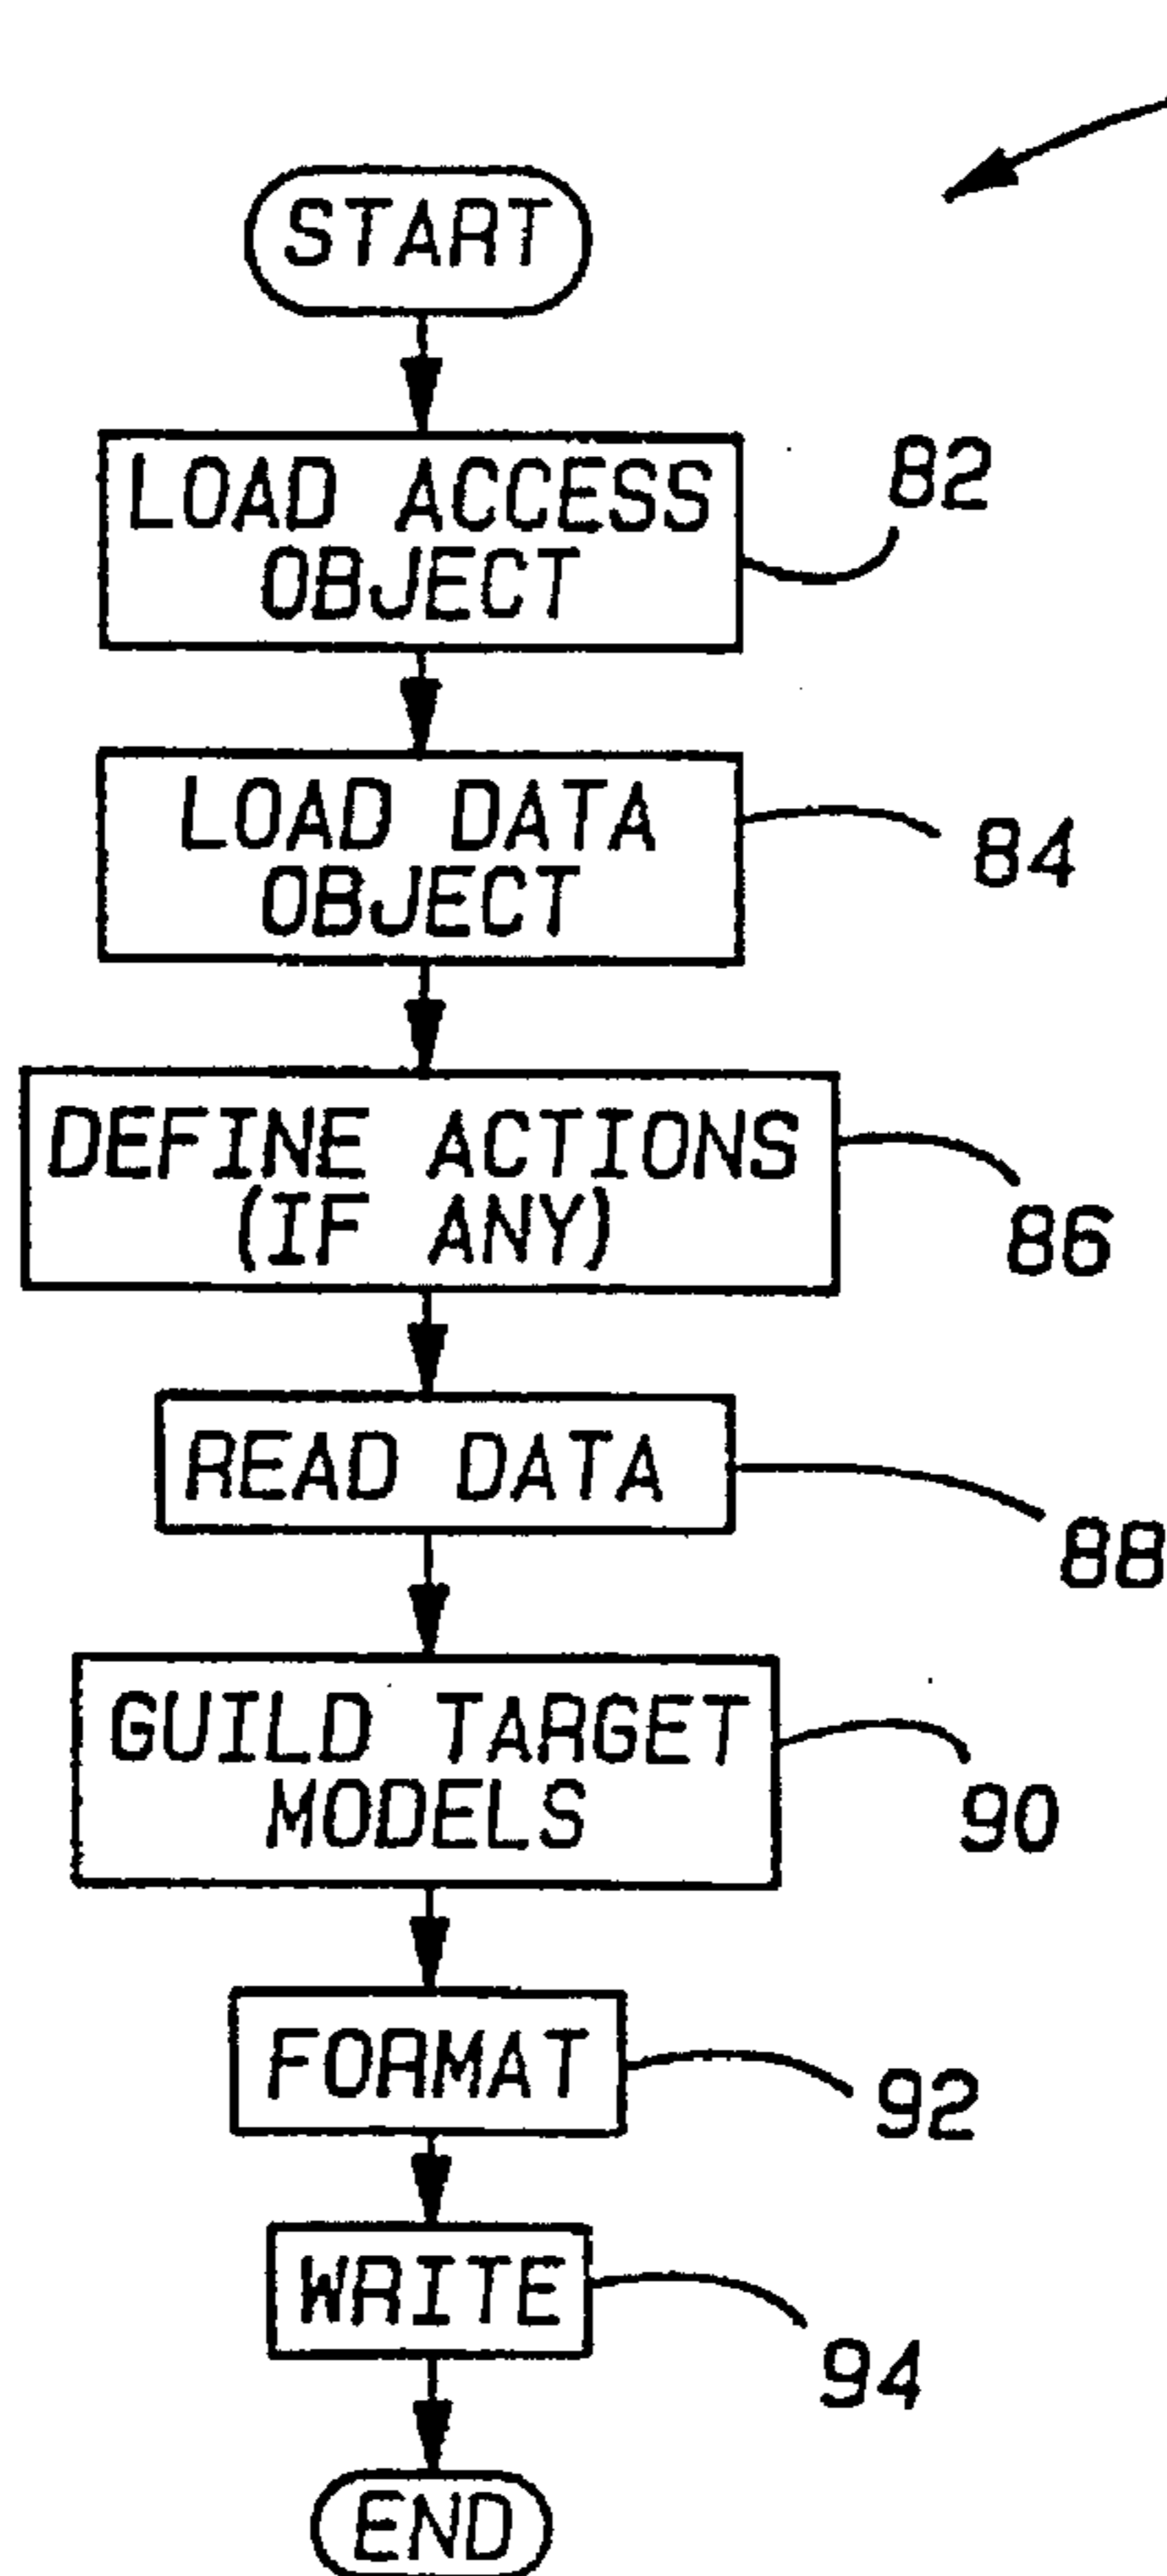 START
LOAD ACCESS
OBJECT
82
LOAD DATA
OBJECT
84
DEFINE ACTIONS
(IF ANY)
86
READ DATA
88
GUILD TARGET
MODELS
90
FORMAT
92
WRITE
94
END